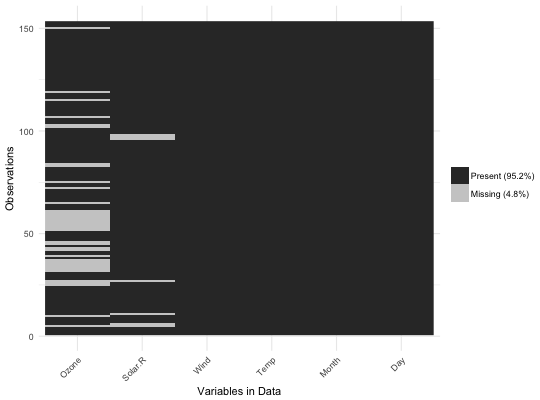 150
100
50
0
Observations
Ozone
Solar.R
Wind
Temp
Month
Day
Variables in Data
Present (95.2%)
Missing (4.8%)